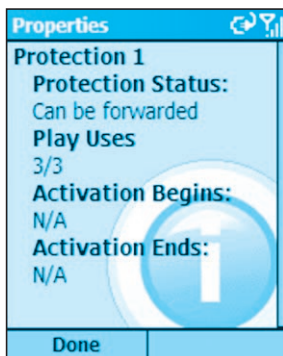 Properties
Protection 1
Protection Status:
Can be forwarded
Play Uses
3/3
Activation Begins:
N/A
Activation Ends:
N/A
Done